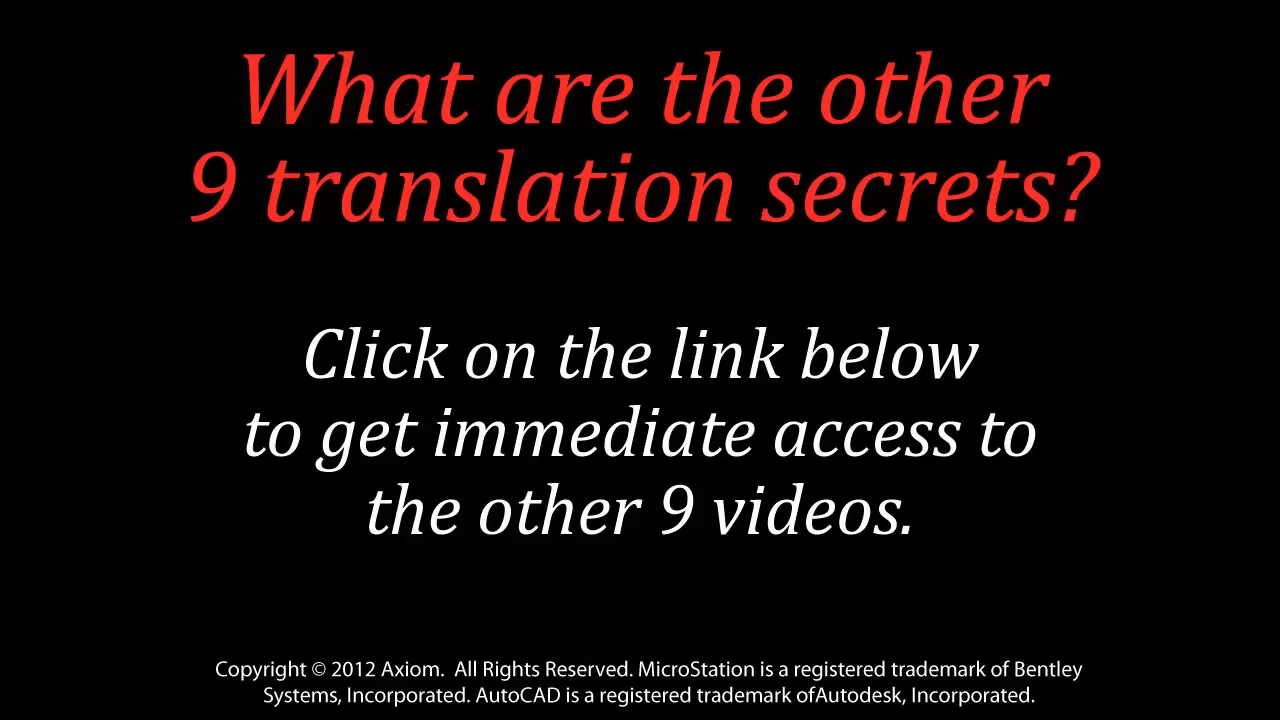 What are the other
9 translation secrets?
Click on the link below
to get immediate access to
the other 9 videos.
Copyright © 2012 Axiom.  All Rights Reserved. MicroStation is a registered trademark of Bentley
Systems, Incorporated. AutoCAD is a registered trademark ofAutodesk, Incorporated.